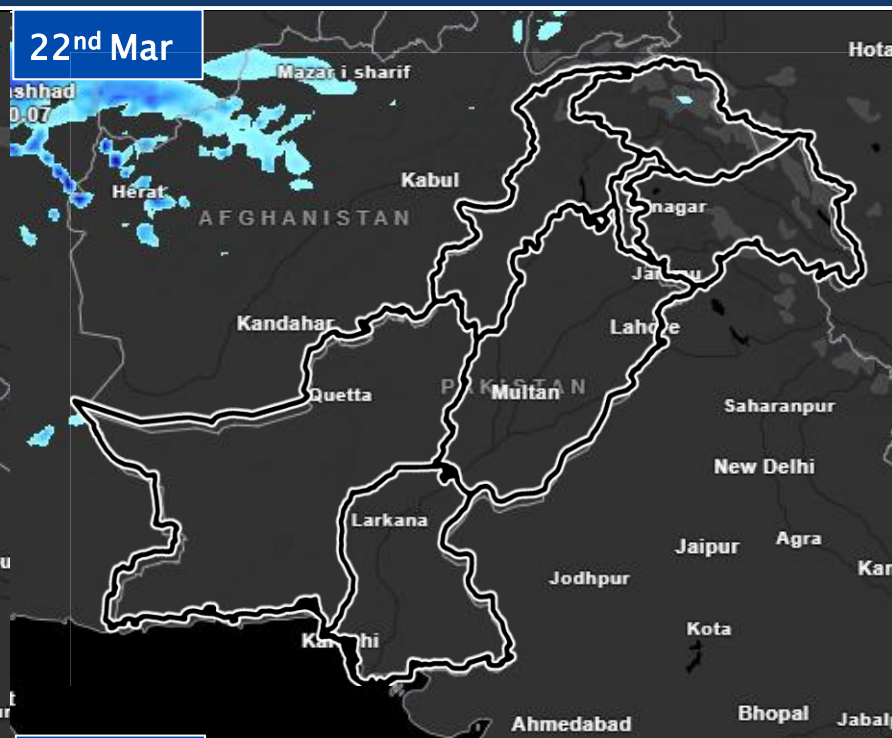 22nd Mar
Hota
Mazar i sharif
shhad
0.07
Kabul
Herat
AFGHANISTAN
nagar
Kandahar
Lahore
Quetta
PAKISTAN
Multan
Saharanpur
New Delhi
Larkana
Jaipur
Agra
Jodhpur
Kota
Ahmedabad
Bhopal
Jabalp